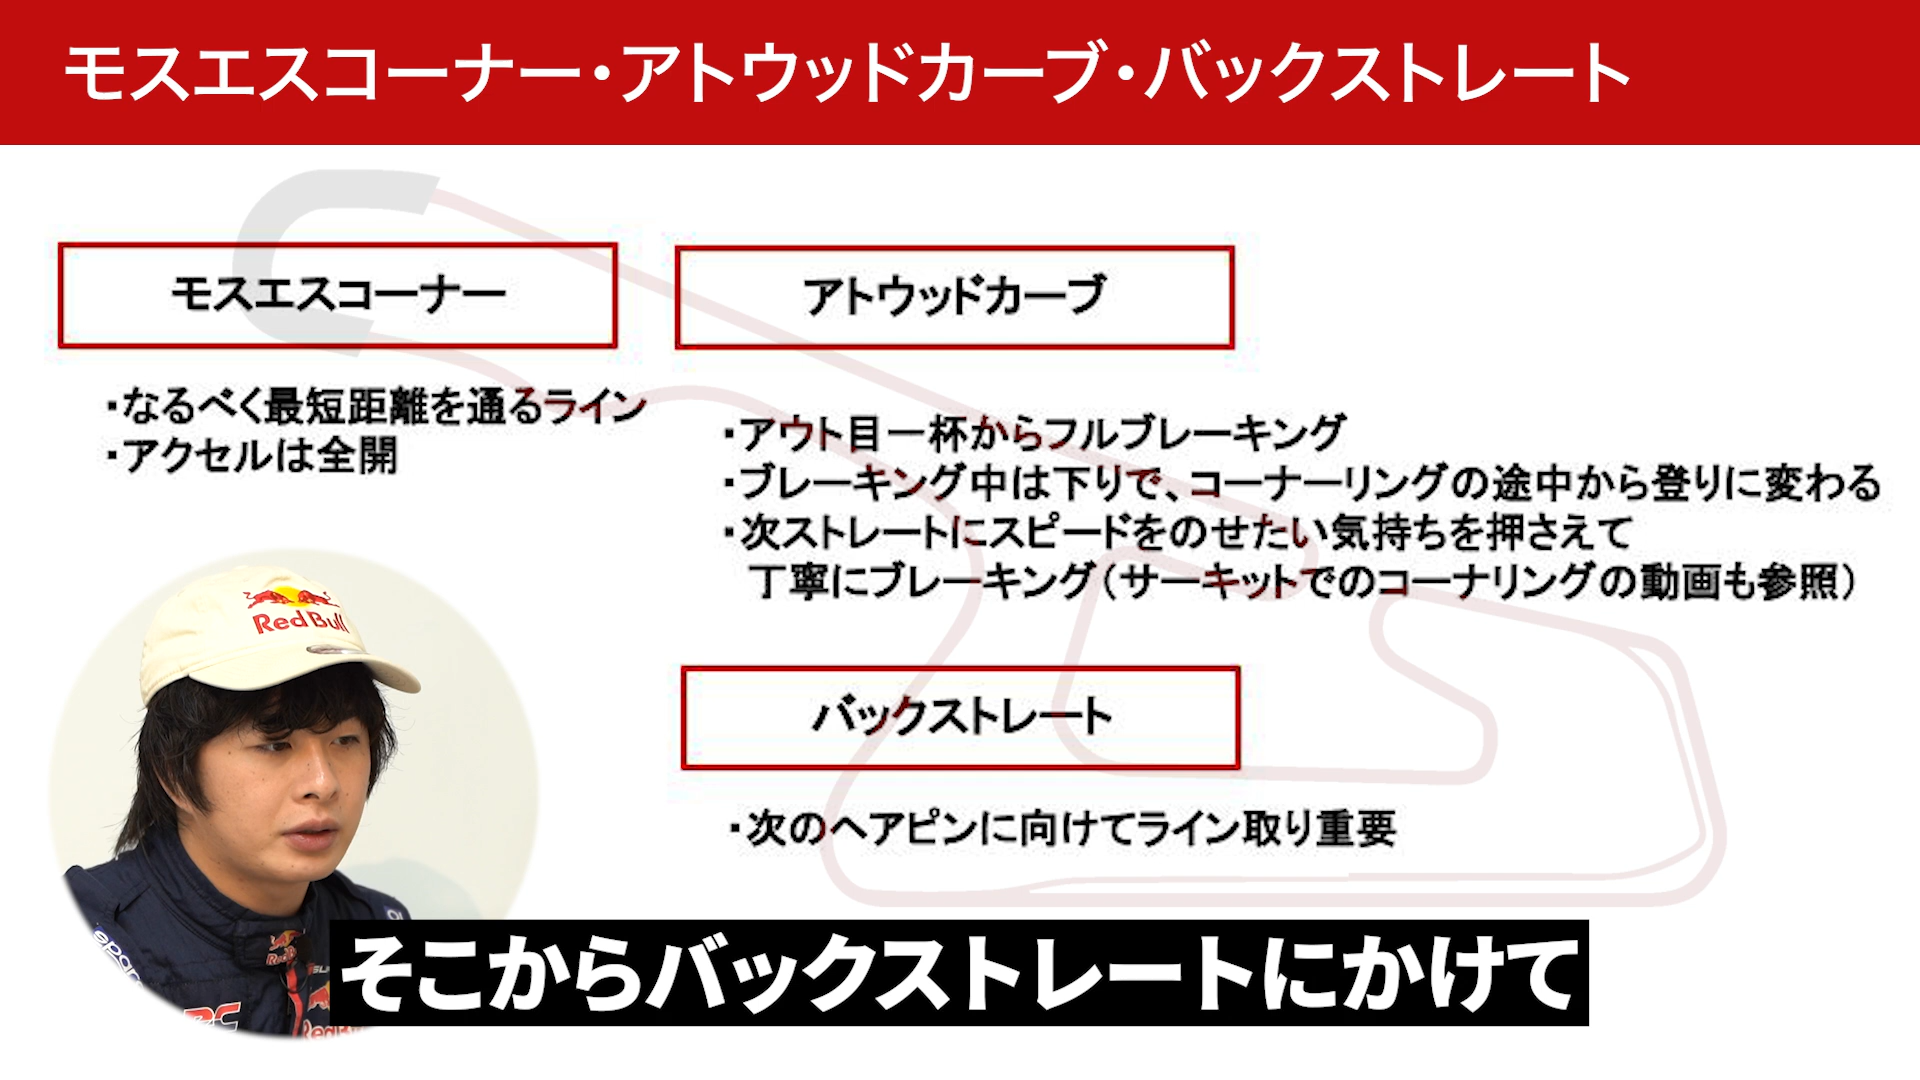 モスエスコーナー・アトウッドカーブ・バックストレート
モスエスコーナー
・なるべく最短距離を通るライン
・アクセルは全開
アトウッドカーブ
・アウト目一杯からフルブレーキング
・ブレーキング中は下りで、コーナーリングの途中から登りに変わる
・次ストレートにスピードをのせたい気持ちを押さえて
丁寧にブレーキング（サーキットでのコーナリングの動画も参照）
バックストレート
・次のヘアピンに向けてライン取り重要
Red Bull
そこからバックストレートにかけて